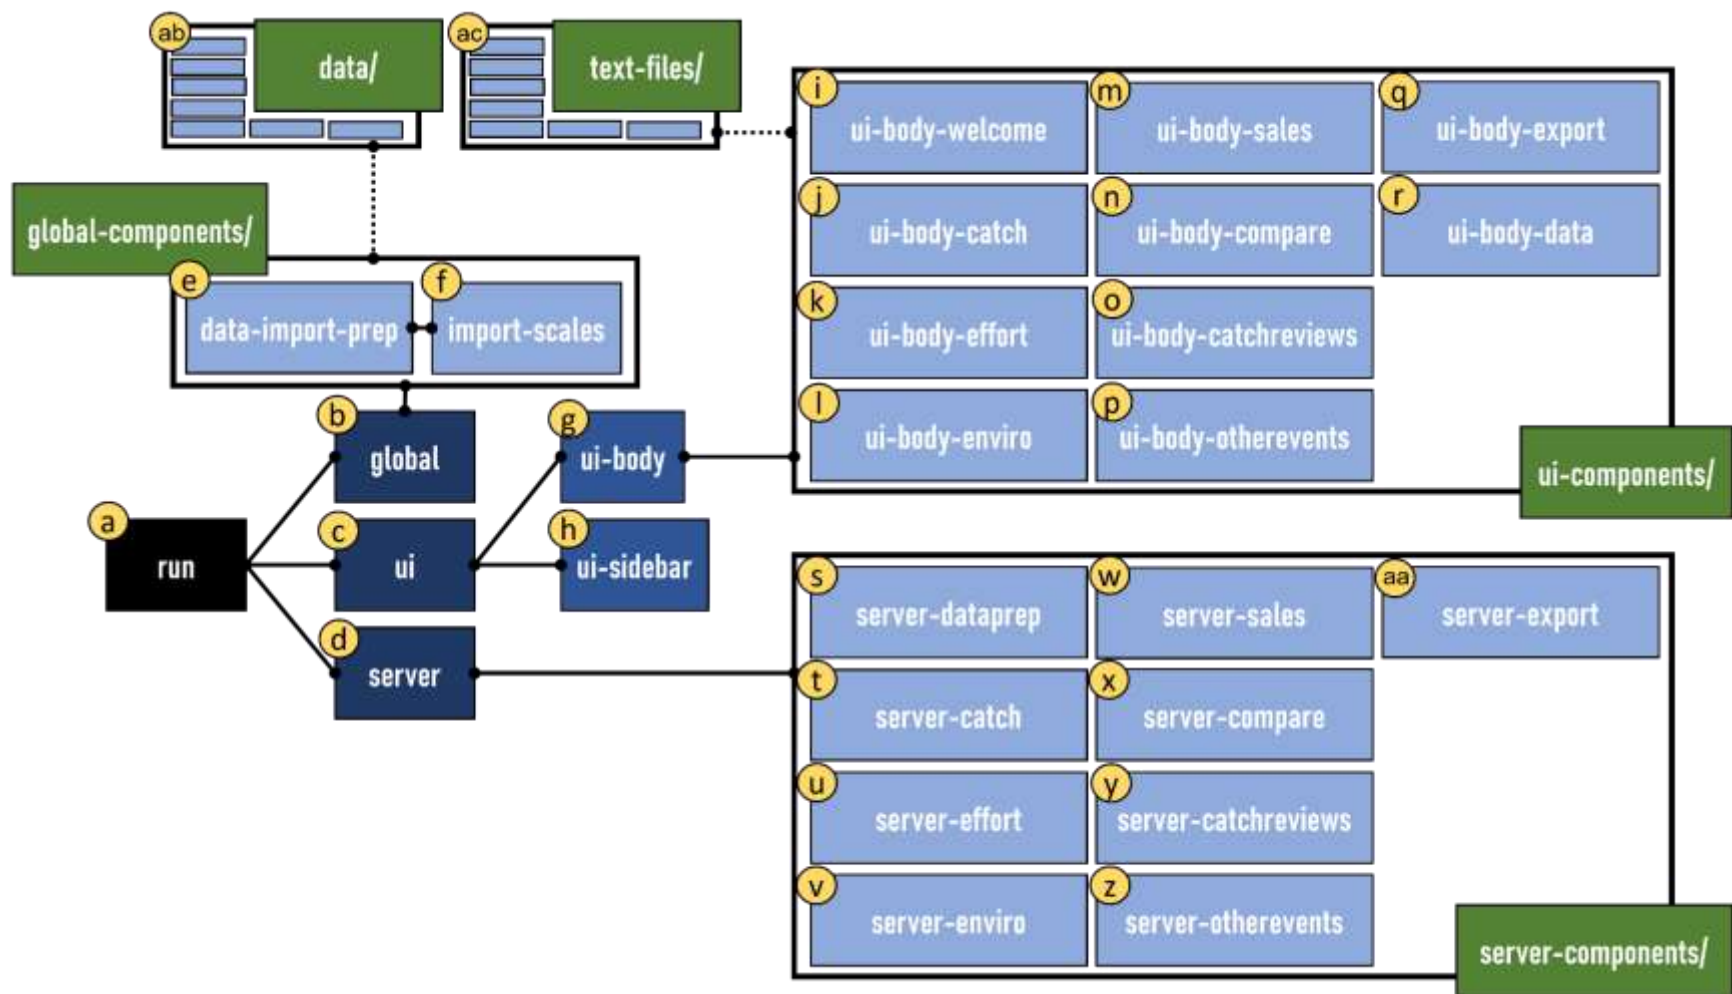 ab
data/
ac
text-files/
global-components/
e
data-import-prep
f
import-scales
b
global
a
run
c
ui
d
server
g
ui-body
h
ui-sidebar
i
ui-body-welcome
m
ui-body-sales
q
ui-body-export
j
ui-body-catch
n
ui-body-compare
r
ui-body-data
k
ui-body-effort
o
ui-body-catchreviews
l
ui-body-enviro
p
ui-body-otherevents
ui-components/
s
server-dataprep
w
server-sales
aa
server-export
t
server-catch
x
server-compare
u
server-effort
y
server-catchreviews
v
server-enviro
z
server-otherevents
server-components/